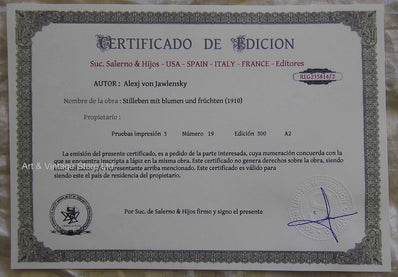 CERTIFICADO DE EDICION
Suc. Salerno & Hijos - USA - SPAIN - ITALY - FRANCE - Editores
REG235814/2
AUTOR : Alexj von Jawlensky
Nombre de la obra : Stilleben mit blumen und früchten (1910)
Propietario :
Pruebas impresión 3 Número 19 Edición 300 A2
La emisión del presente certificado, es a pedido de la parte interesada, cuya numeración concuerda con la
que se encuentra inscripta a lápiz en la misma obra. Este certificado no genera derechos sobre la obra, siendo
representante arriba mencionado. Este certificado es válido para
siendo este el país de residencia del propietario.
Art & Vintage
Por Suc. de Salerno & Hijos firmo y signo el presente